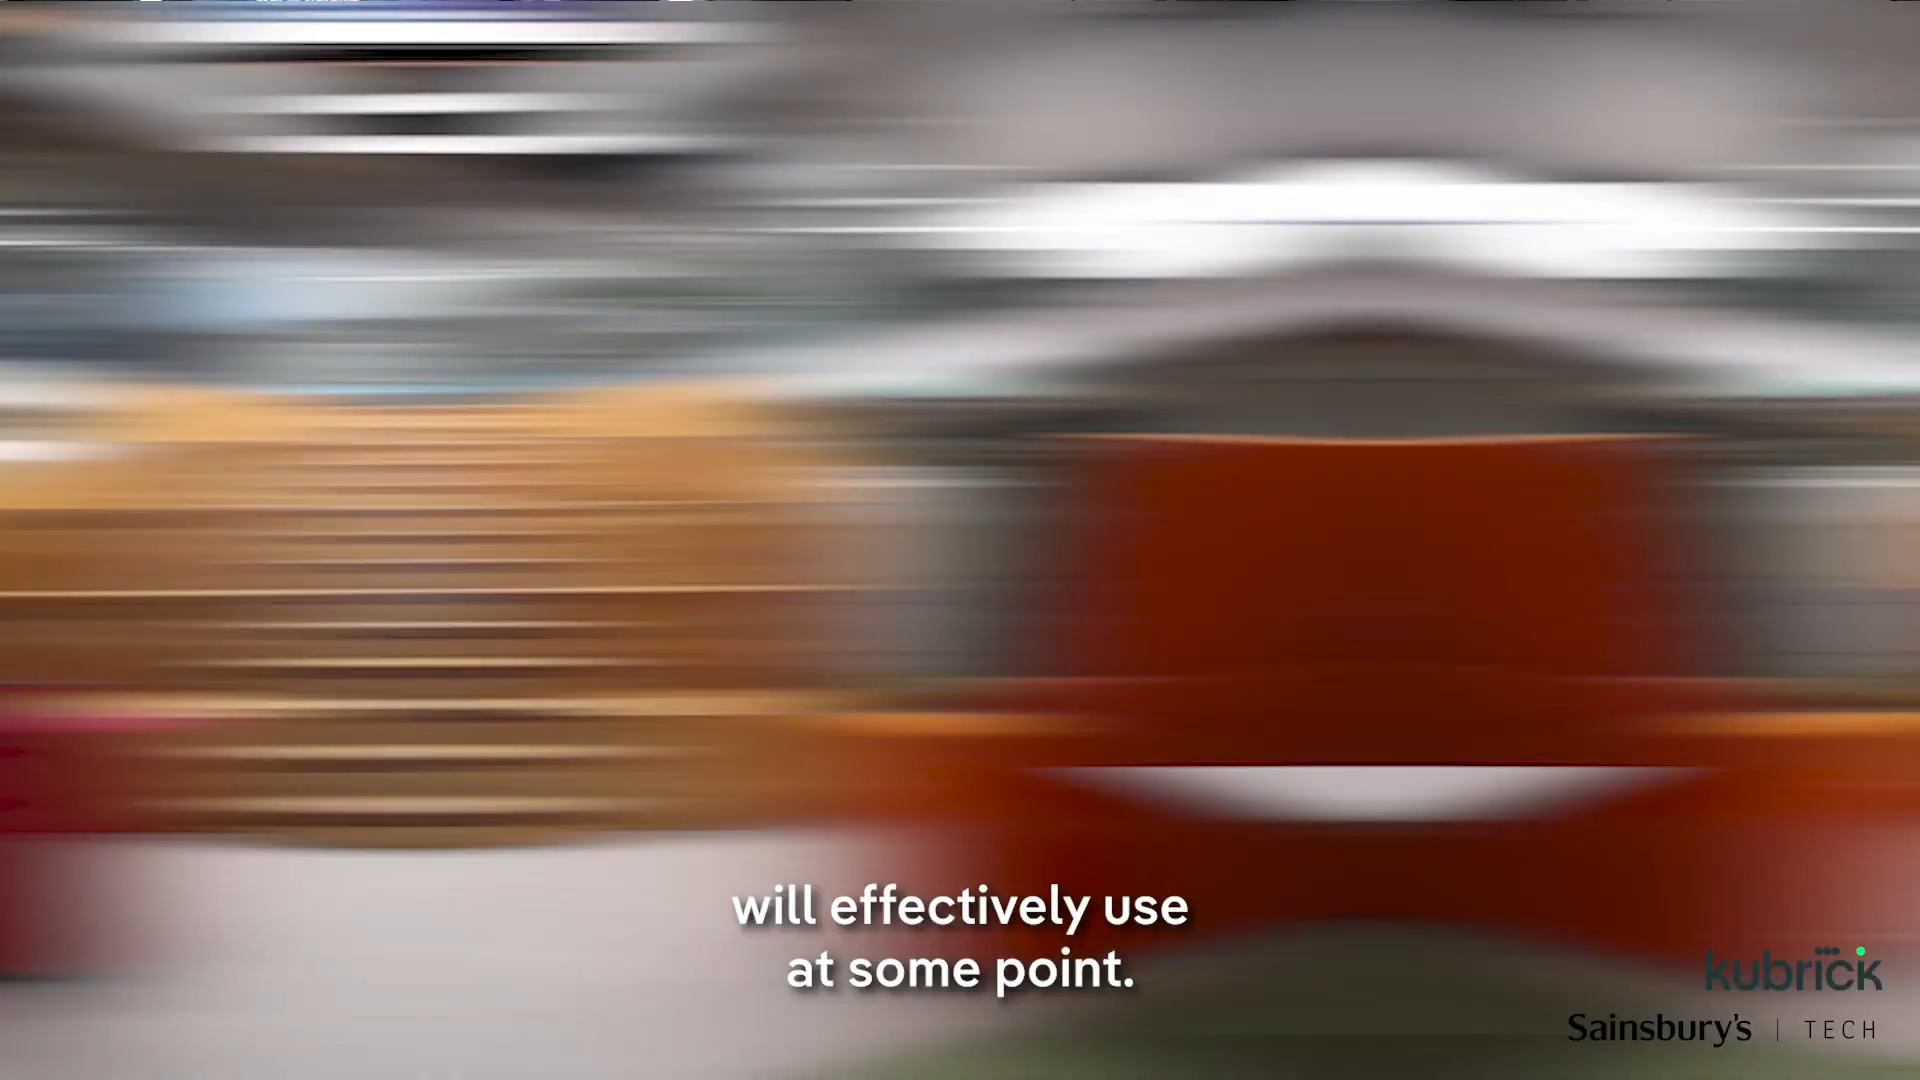 will effectively use
at some point.
kubrick
Sainsbury's | TECH